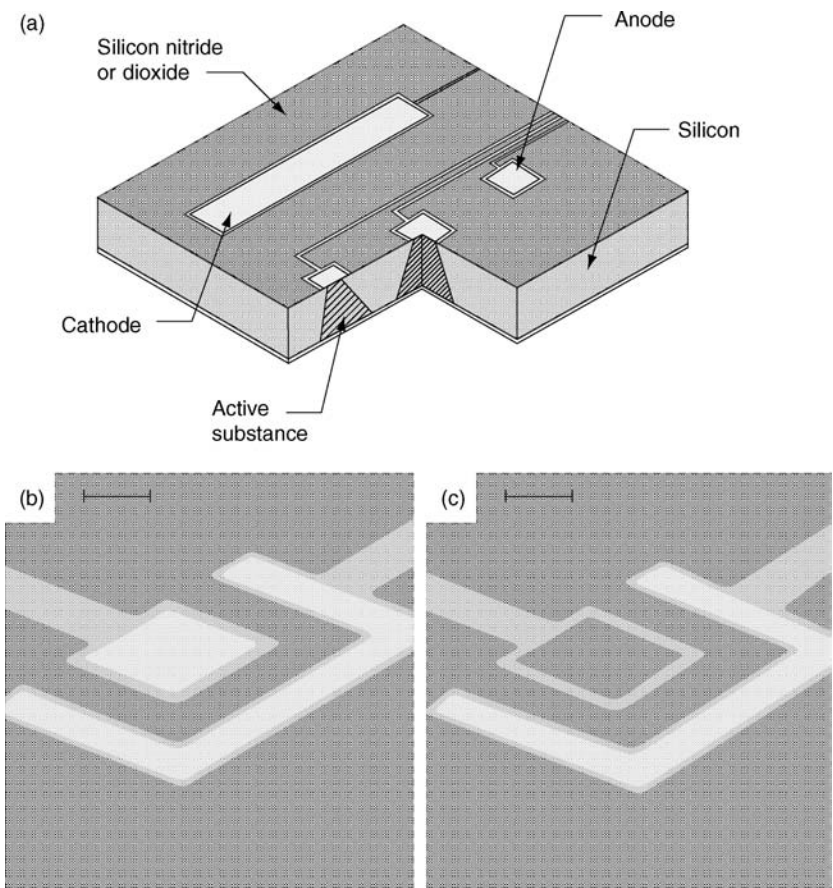 (a)
Anode
Silicon nitride
or dioxide
Silicon
Cathode
Active
substance
(b)
(c)